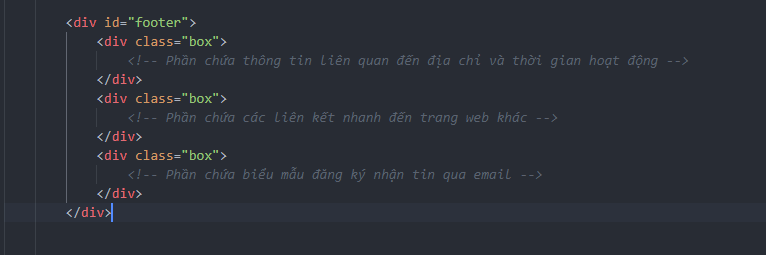 <div id="footer">
<div class="box">
<!-- Phần chứa thông tin liên quan đến địa chỉ và thời gian hoạt động -->
</div>
<div class="box">
<!-- Phần chứa các liên kết nhanh đến trang web khác -->
</div>
<div class="box">
<!-- Phần chứa biểu mẫu đăng ký nhận tin qua email -->
</div>
</div>